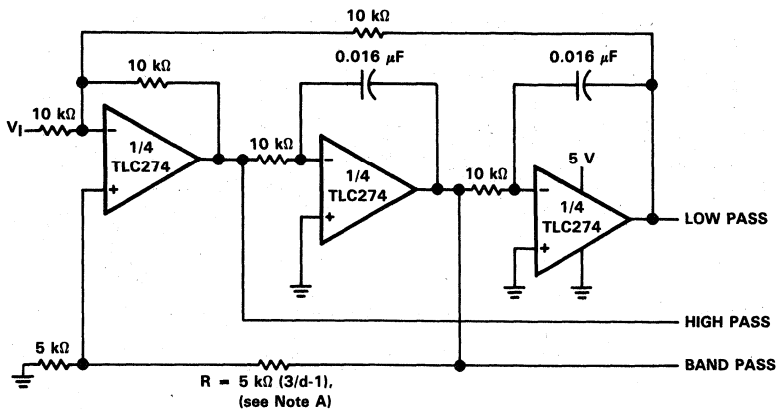 10 kΩ
10 kΩ
0.016 μF
0.016 μF
VI
10 kΩ
10 kΩ
10 kΩ
5 V
−
1/4
TLC274
+
−
1/4
TLC274
+
−
1/4
TLC274
+
LOW PASS
HIGH PASS
5 kΩ
BAND PASS
R = 5 kΩ (3/d-1),
(see Note A)